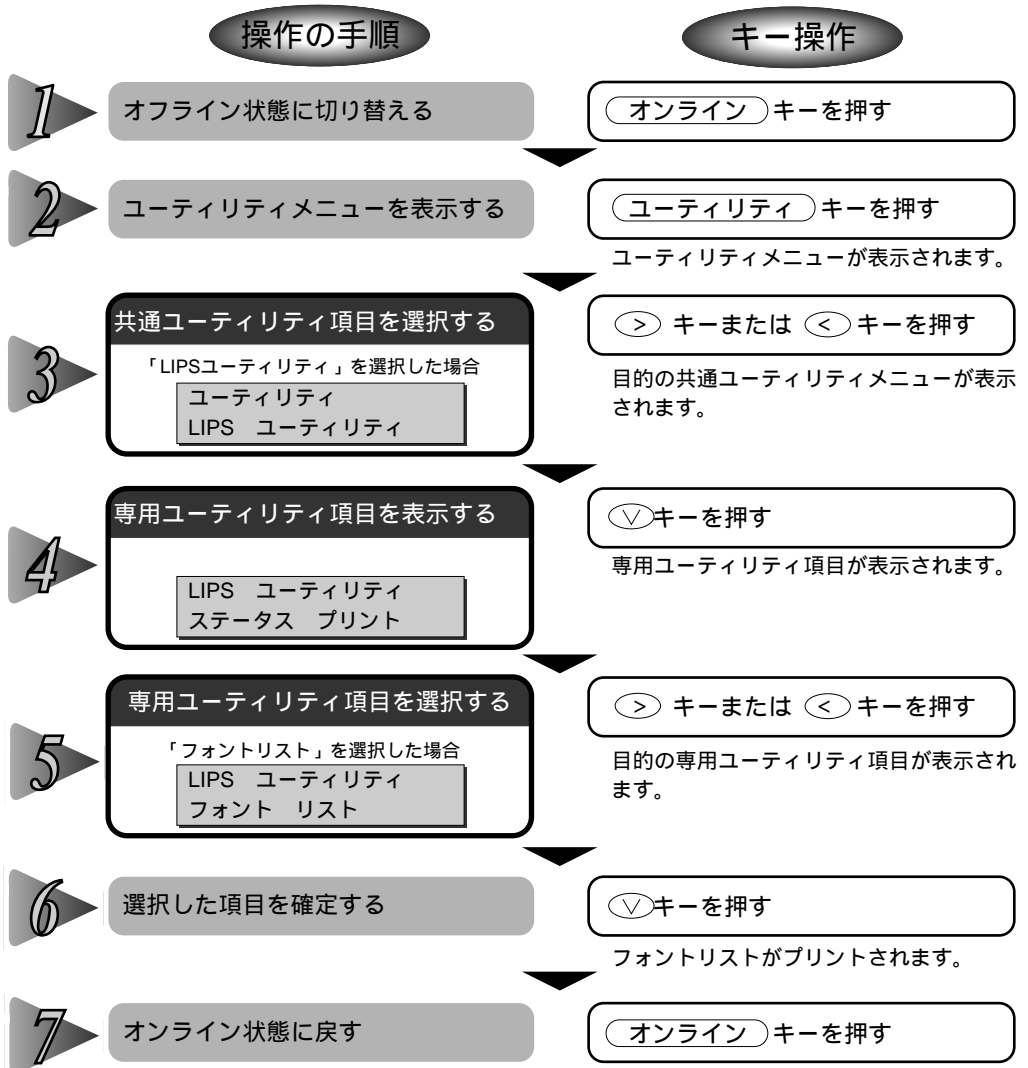 操作の手順
キー操作
1
オフライン状態に切り替える
オンライン キーを押す
2
ユーティリティメニューを表示する
ユーティリティ キーを押す
ユーティリティメニューが表示されます。
3
共通ユーティリティ項目を選択する
「LIPSユーティリティ」を選択した場合
ユーティリティ
LIPS ユーティリティ
> キーまたは < キーを押す
目的の共通ユーティリティメニューが表示
されます。
4
専用ユーティリティ項目を表示する
LIPS ユーティリティ
ステータス プリント
∨キーを押す
専用ユーティリティ項目が表示されます。
5
専用ユーティリティ項目を選択する
「フォントリスト」を選択した場合
LIPS ユーティリティ
フォント リスト
> キーまたは < キーを押す
目的の専用ユーティリティ項目が表示され
ます。
6
選択した項目を確定する
∨キーを押す
フォントリストがプリントされます。
7
オンライン状態に戻す
オンライン キーを押す